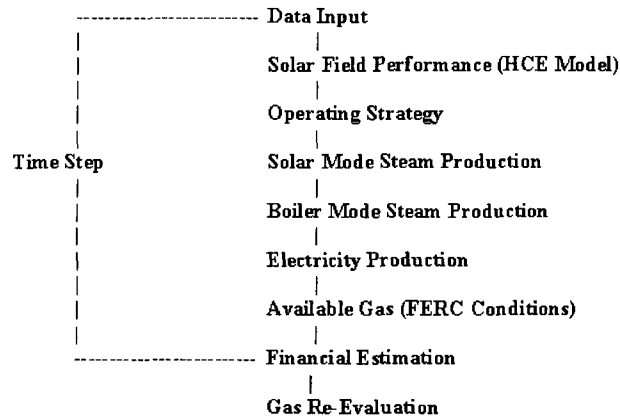 Data Input
Solar Field Performance (HCE Model)
Operating Strategy
Time Step
Solar Mode Steam Production
Boiler Mode Steam Production
Electricity Production
Available Gas (FERC Conditions)
Financial Estimation
Gas Re-Evaluation